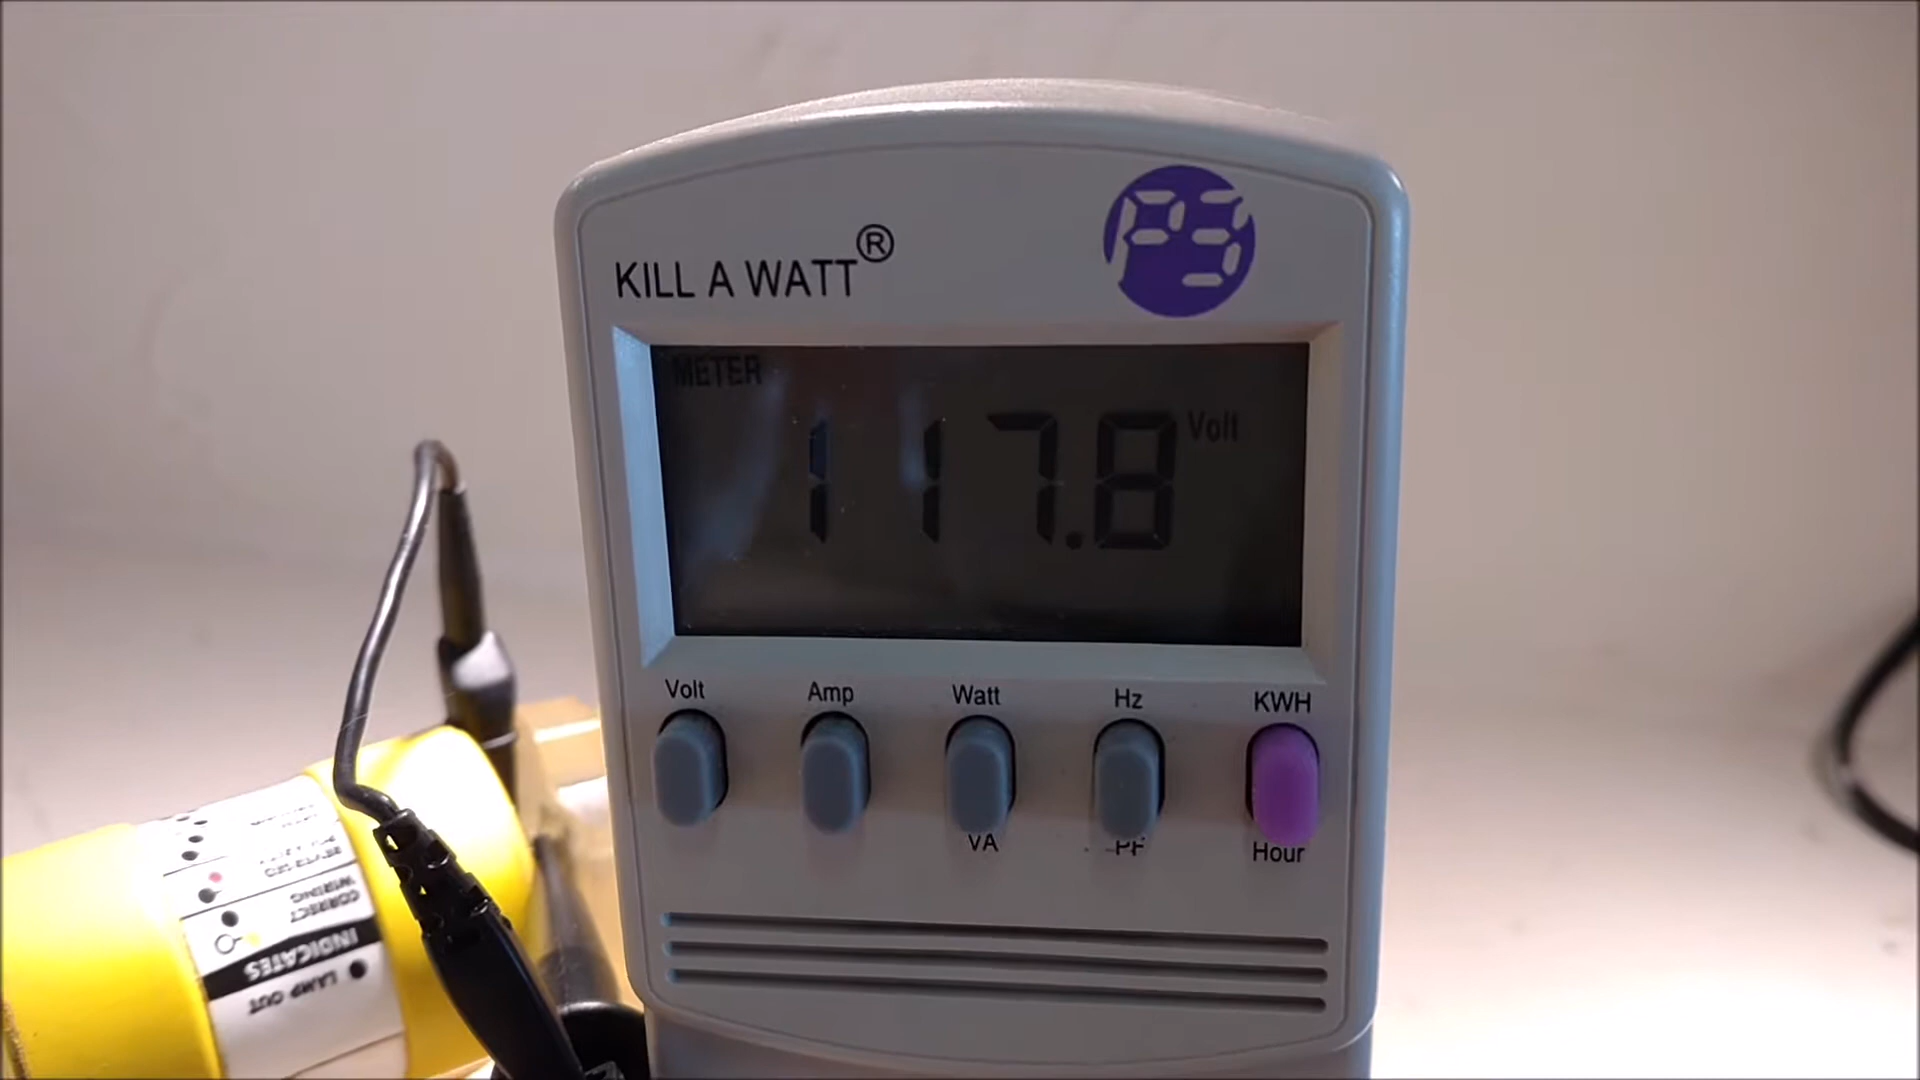 KILL A WATT®
P3
METER
117.8 Volt
Volt Amp Watt Hz KWH
VA PF Hour
CORRECT
WIRING
INDICATES
LAMP OUT